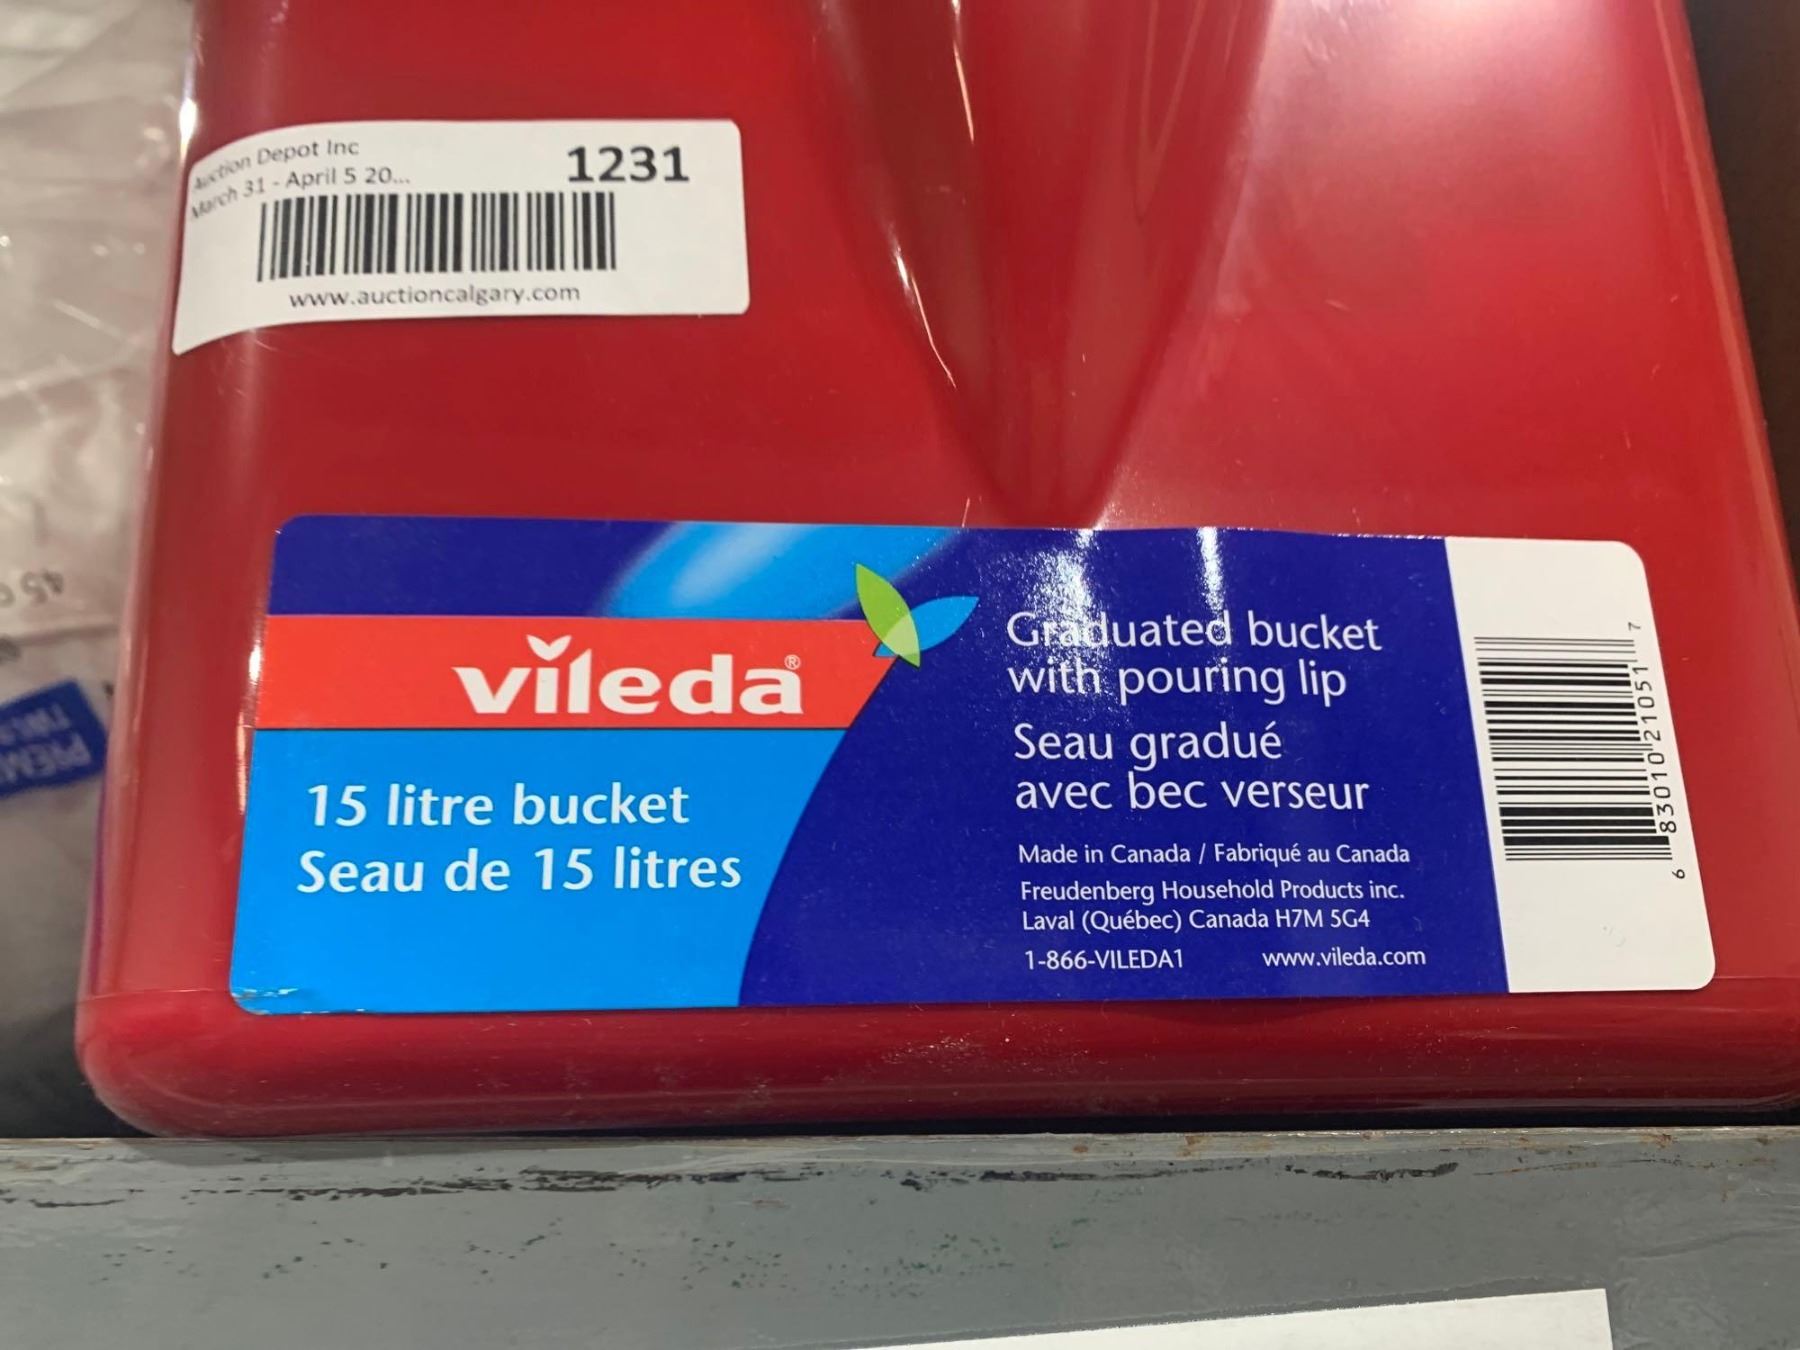 Auction Depot Inc
1231
March 31 - April 5 20...
www.auctioncalgary.com
vileda®
15 litre bucket
Seau de 15 litres
Graduated bucket
with pouring lip
Seau gradué
avec bec verseur
Made in Canada / Fabriqué au Canada
Freudenberg Household Products inc.
Laval (Québec) Canada H7M 5G4
1-866-VILEDA1 www.vileda.com
6 83010 21051 7
45